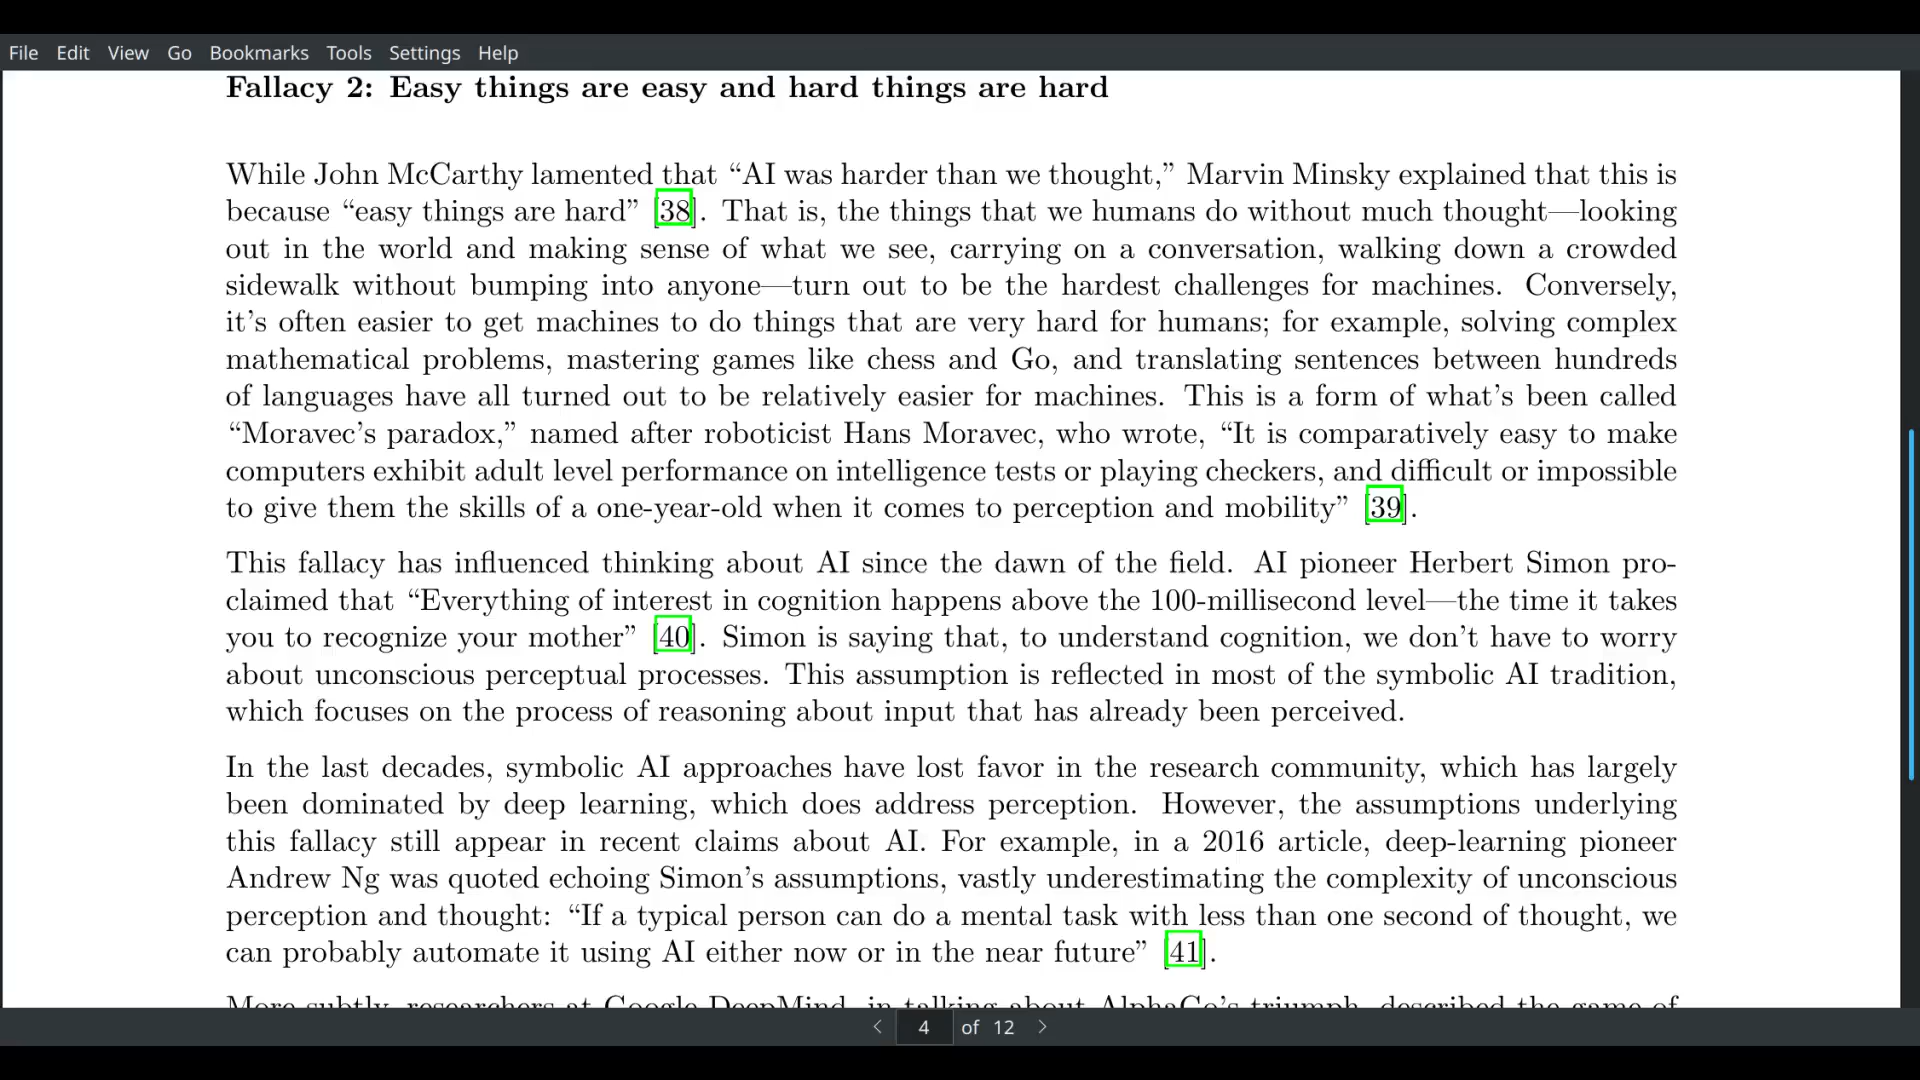 File Edit View Go Bookmarks Tools Settings Help
Fallacy 2: Easy things are easy and hard things are hard
While John McCarthy lamented that “AI was harder than we thought,” Marvin Minsky explained that this is
because “easy things are hard” [38]. That is, the things that we humans do without much thought—looking
out in the world and making sense of what we see, carrying on a conversation, walking down a crowded
sidewalk without bumping into anyone—turn out to be the hardest challenges for machines. Conversely,
it’s often easier to get machines to do things that are very hard for humans; for example, solving complex
mathematical problems, mastering games like chess and Go, and translating sentences between hundreds
of languages have all turned out to be relatively easier for machines. This is a form of what’s been called
“Moravec’s paradox,” named after roboticist Hans Moravec, who wrote, “It is comparatively easy to make
computers exhibit adult level performance on intelligence tests or playing checkers, and difficult or impossible
to give them the skills of a one-year-old when it comes to perception and mobility” [39].
This fallacy has influenced thinking about AI since the dawn of the field. AI pioneer Herbert Simon pro-
claimed that “Everything of interest in cognition happens above the 100-millisecond level—the time it takes
you to recognize your mother” [40]. Simon is saying that, to understand cognition, we don’t have to worry
about unconscious perceptual processes. This assumption is reflected in most of the symbolic AI tradition,
which focuses on the process of reasoning about input that has already been perceived.
In the last decades, symbolic AI approaches have lost favor in the research community, which has largely
been dominated by deep learning, which does address perception. However, the assumptions underlying
this fallacy still appear in recent claims about AI. For example, in a 2016 article, deep-learning pioneer
Andrew Ng was quoted echoing Simon’s assumptions, vastly underestimating the complexity of unconscious
perception and thought: “If a typical person can do a mental task with less than one second of thought, we
can probably automate it using AI either now or in the near future” [41].
More subtly, researchers at Google DeepMind, in talking about AlphaGo’s triumph, described the game of
4 of 12